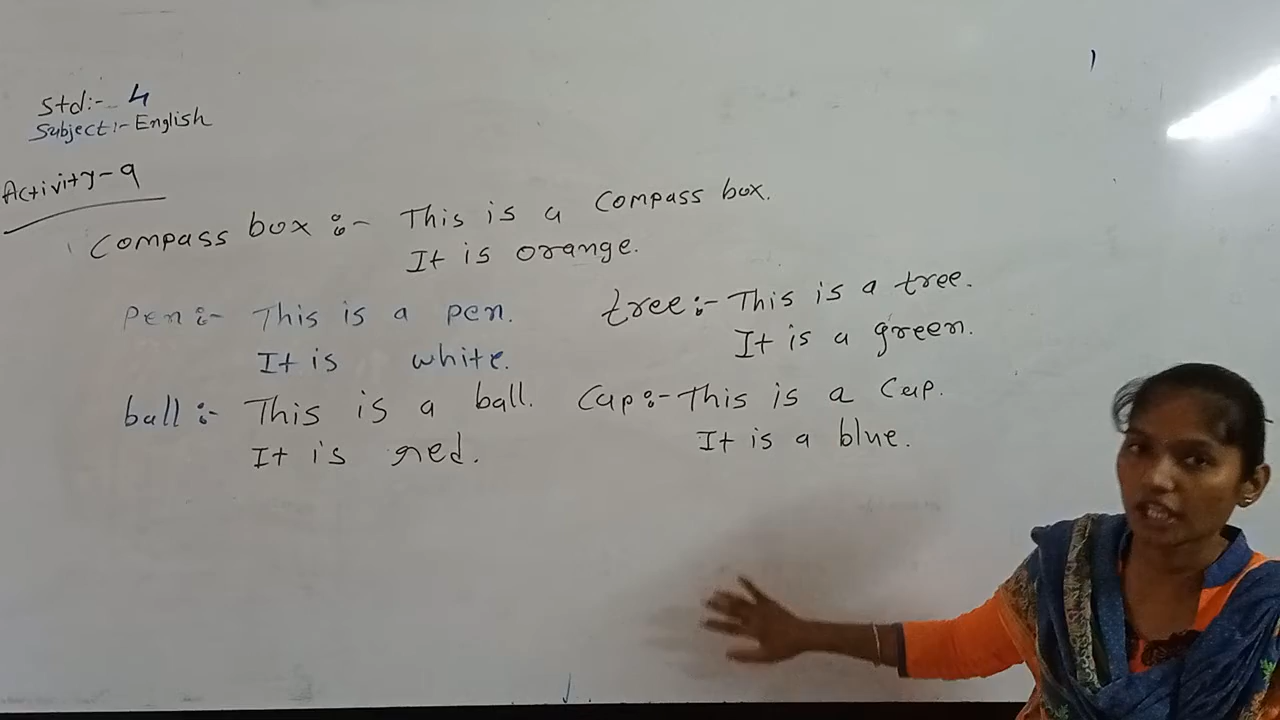 Std:- 4
Subject:- English
Activity-9
Compass box:- This is a Compass box.
It is orange.
Pen:- This is a pen.
It is white.
tree:- This is a tree.
It is a green.
ball:- This is a ball.
It is red.
Cap:- This is a Cap.
It is a blue.